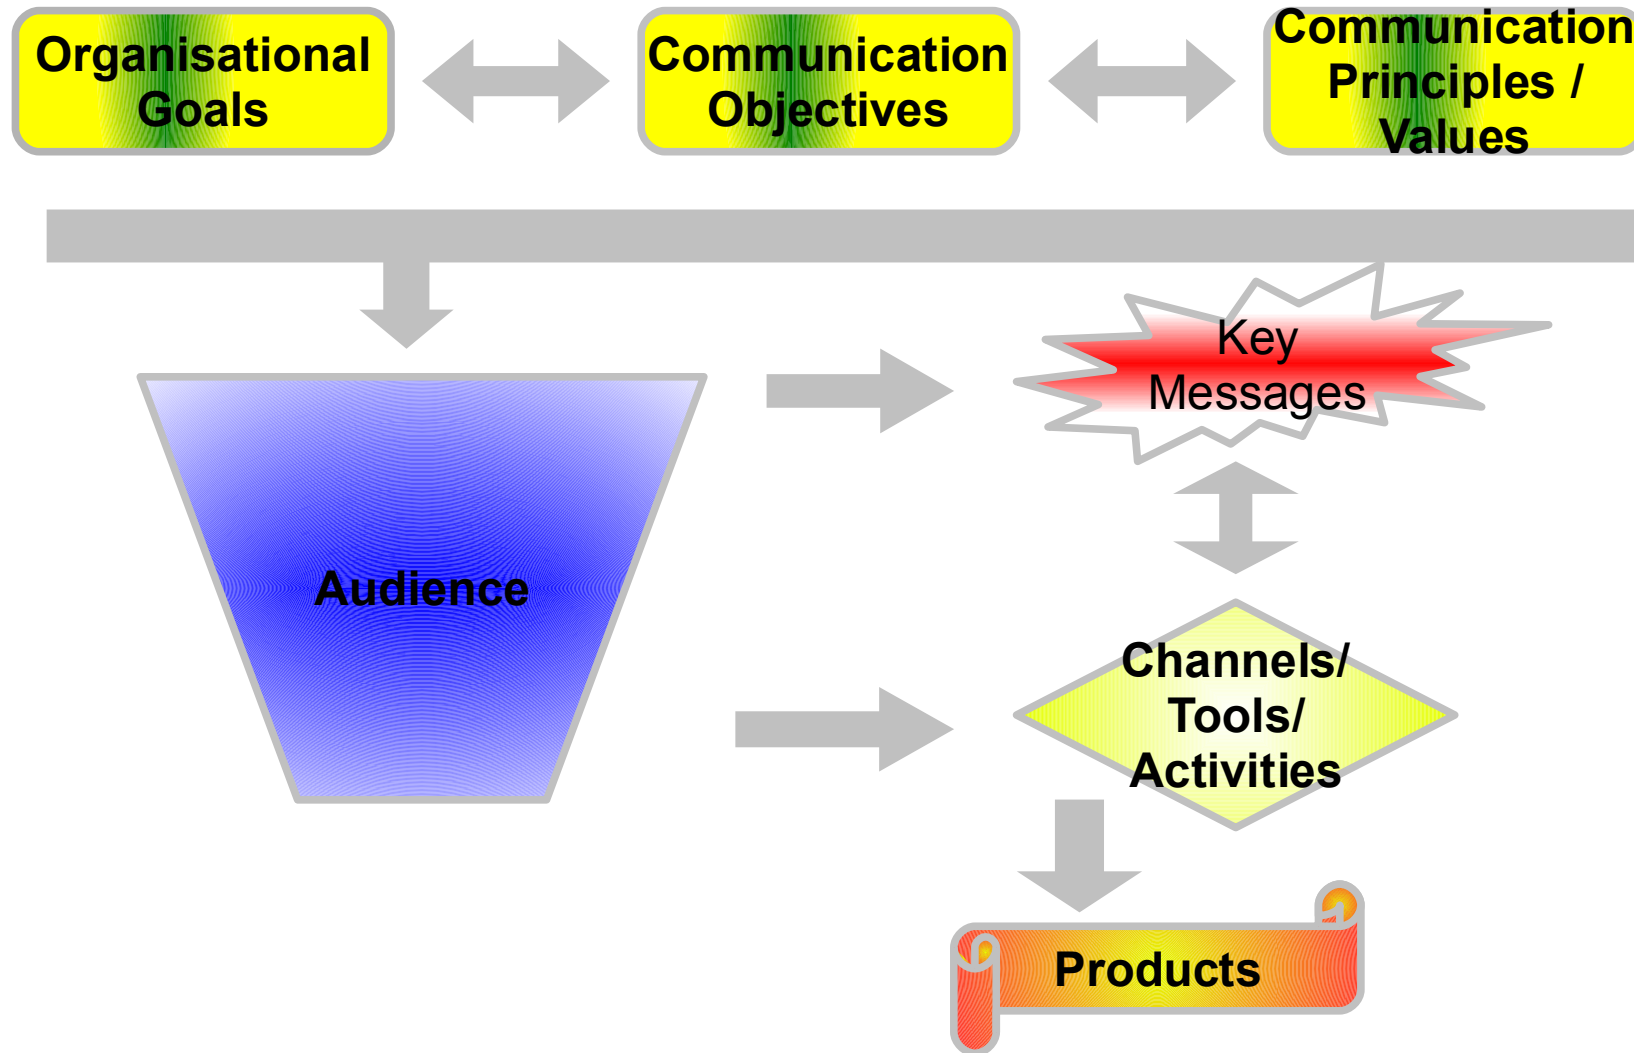 Organisational
Goals
Communication
Objectives
Communication
Principles /
Values
Key
Messages
Audience
Channels/
Tools/
Activities
Products